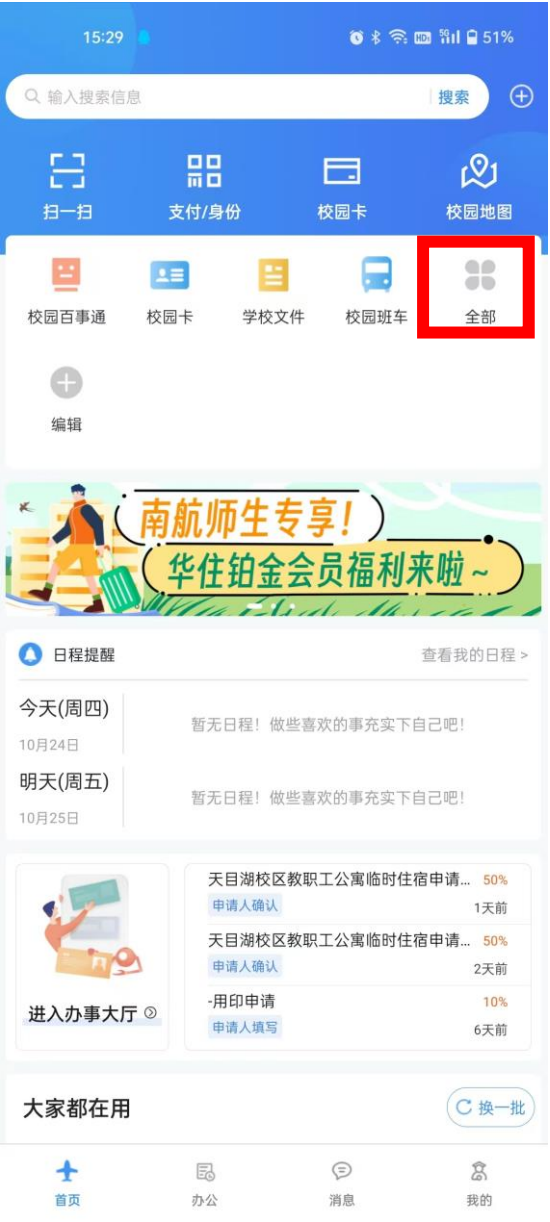 15:29
HD 5G 51%
输入搜索信息 搜索
扫一扫 支付/身份 校园卡 校园地图
校园百事通 校园卡 学校文件 校园班车 全部
编辑
南航师生专享!
华住铂金会员福利来啦~
日程提醒 查看我的日程 >
今天(周四)
10月24日
暂无日程! 做些喜欢的事充实下自己吧!
明天(周五)
10月25日
暂无日程! 做些喜欢的事充实下自己吧!
进入办事大厅
天目湖校区教职工公寓临时住宿申请... 50%
申请人确认 1天前
天目湖校区教职工公寓临时住宿申请... 50%
申请人确认 2天前
-用印申请 10%
申请人填写 6天前
大家都在用 换一批
首页 办公 消息 我的